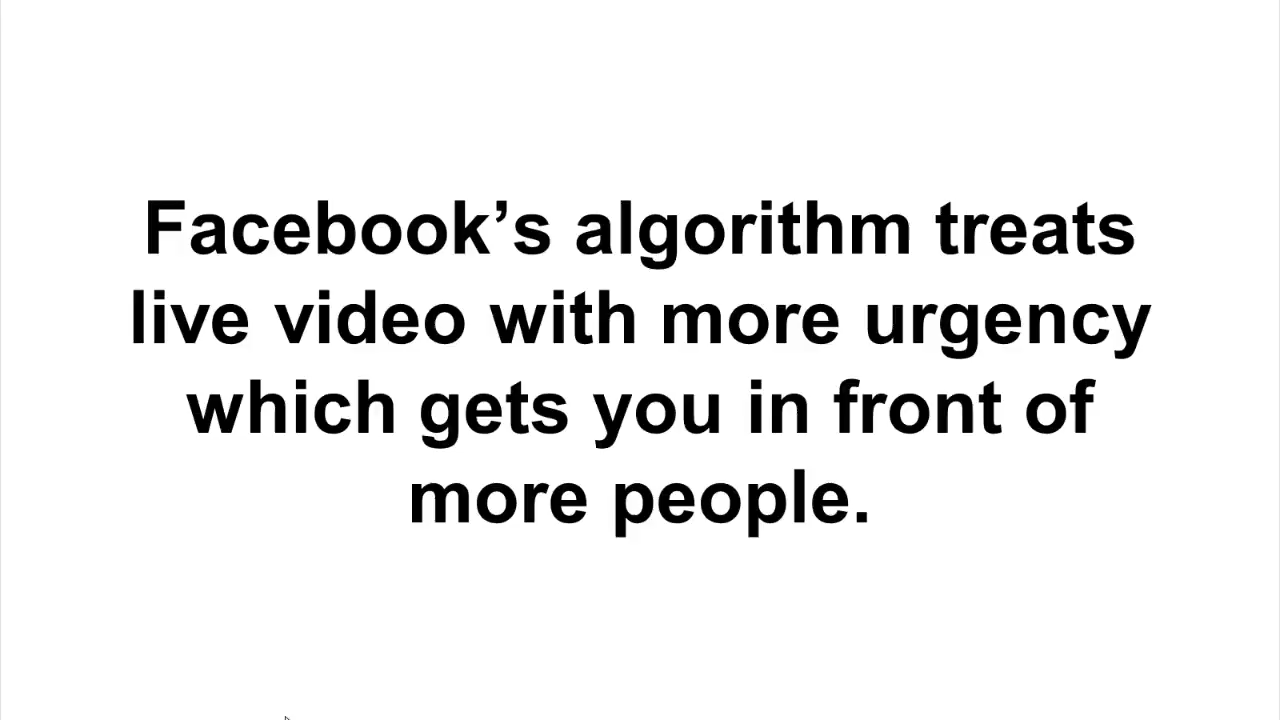 Facebook’s algorithm treats
live video with more urgency
which gets you in front of
more people.